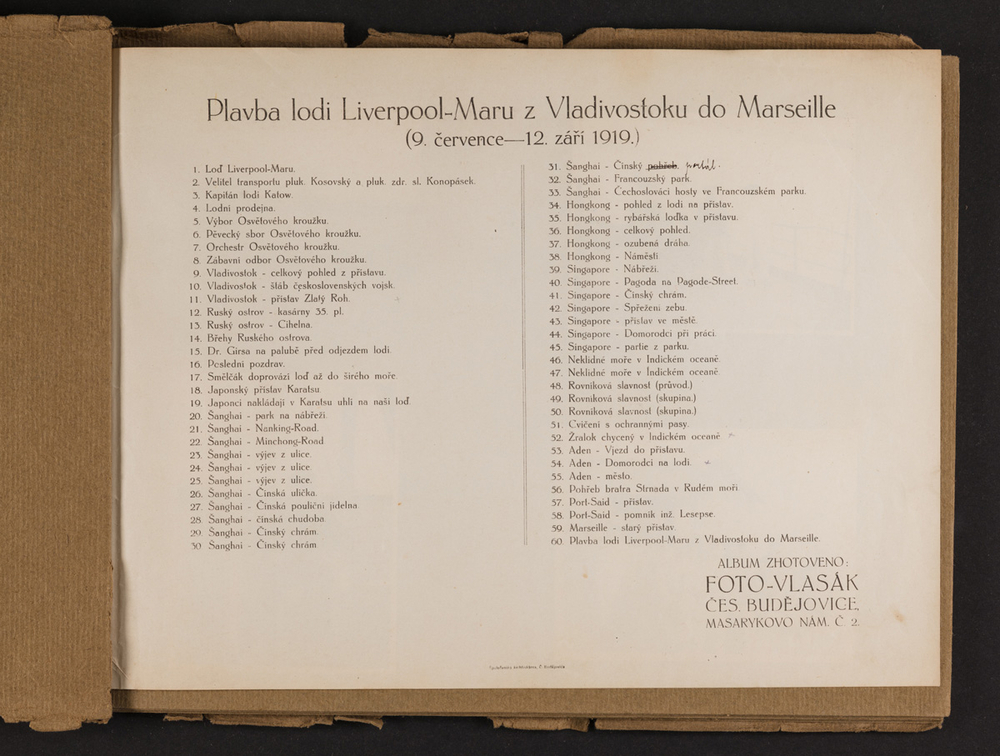 Plavba lodi Liverpool-Maru z Vladivostoku do Marseille
(9. července—12. září 1919.)
1. Loď Liverpool-Maru.
2. Velitel transportu pluk. Kosovský a pluk. zdr. sl. Konopásek.
3. Kapitán lodi Katow.
4. Lodní prodejna.
5. Výbor Osvětového kroužku.
6. Pěvecký sbor Osvětového kroužku.
7. Orchestr Osvětového kroužku.
8. Zábavní odbor Osvětového kroužku.
9. Vladivostok - celkový pohled z přístavu.
10. Vladivostok - štáb československých vojsk.
11. Vladivostok - přístav Zlatý Roh.
12. Ruský ostrov - kasárny 35. pl.
13. Ruský ostrov - Cihelna.
14. Břehy Ruského ostrova.
15. Dr. Girsa na palubě před odjezdem lodi.
16. Poslední pozdrav.
17. Smělčák doprovází loď až do širého moře.
18. Japonský přístav Karatsu.
19. Japonci nakládají v Karatsu uhlí na naši loď
20. Šanghai - park na nábřeží.
21. Šanghai - Nanking-Road.
22. Šanghai - Minchong-Road
23. Šanghai - výjev z ulice.
24. Šanghai - výjev z ulice.
25. Šanghai - výjev z ulice.
26. Šanghai - Čínská ulička.
27. Šanghai - Čínská pouliční jídelna.
28 Šanghai - čínská chudoba.
29. Šanghai - Čínský chrám.
30 Šanghai - Čínský chrám
31. Šanghai - Čínský pohřeb.
32. Šanghai - Francouzský park.
33. Šanghai - Čechoslováci hosty ve Francouzském parku.
34. Hongkong - pohled z lodi na přístav.
35. Hongkong - rybářská loďka v přístavu.
36. Hongkong - celkový pohled.
37. Hongkong - ozubená dráha.
38. Hongkong - Náměstí.
39. Singapore - Nábřeží.
40. Singapore - Pagoda na Pagode-Street.
41. Singapore - Čínský chrám.
42. Singapore - Spřežení zebu.
43. Singapore - přístav ve městě.
44. Singapore - Domorodci při práci.
45. Singapore - partie z parku.
46. Neklidné moře v Indickém oceaně.
47. Neklidné moře v Indickém oceaně.
48. Rovníková slavnost (průvod.)
49. Rovníková slavnost (skupina.)
50. Rovníková slavnost (skupina.)
51. Cvičení s ochrannými pasy.
52. Žralok chycený v Indickém oceaně
53. Aden - Vjezd do přístavu.
54. Aden - Domorodci na lodi.
55. Aden - město.
56. Pohřeb bratra Strnada v Rudém moři
57. Port-Said - přístav.
58. Port-Said - pomník inž. Lesepse.
59. Marseille - starý přístav.
60. Plavba lodi Liverpool-Maru z Vladivostoku do Marseille.
ALBUM ZHOTOVENO:
FOTO-VLASÁK
ČES. BUDĚJOVICE,
MASARYKOVO NÁM. Č. 2.